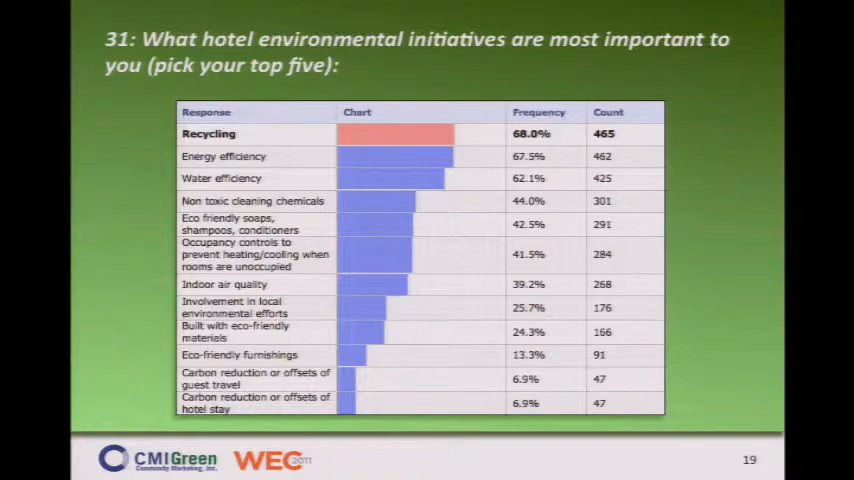 31: What hotel environmental initiatives are most important to
you (pick your top five):
Response Chart Frequency Count
Recycling 68.0% 465
Energy efficiency 67.5% 462
Water efficiency 62.1% 425
Non toxic cleaning chemicals 44.0% 301
Eco friendly soaps,
shampoos, conditioners 42.5% 291
Occupancy controls to
prevent heating/cooling when 41.5% 284
rooms are unoccupied
Indoor air quality 39.2% 268
Involvement in local
environmental efforts 25.7% 176
Built with eco-friendly
materials 24.3% 166
Eco-friendly furnishings 13.3% 91
Carbon reduction or offsets of
guest travel 6.9% 47
Carbon reduction or offsets of
hotel stay 6.9% 47
CMIGreen
Community Marketing, Inc.
WEC 2011
19